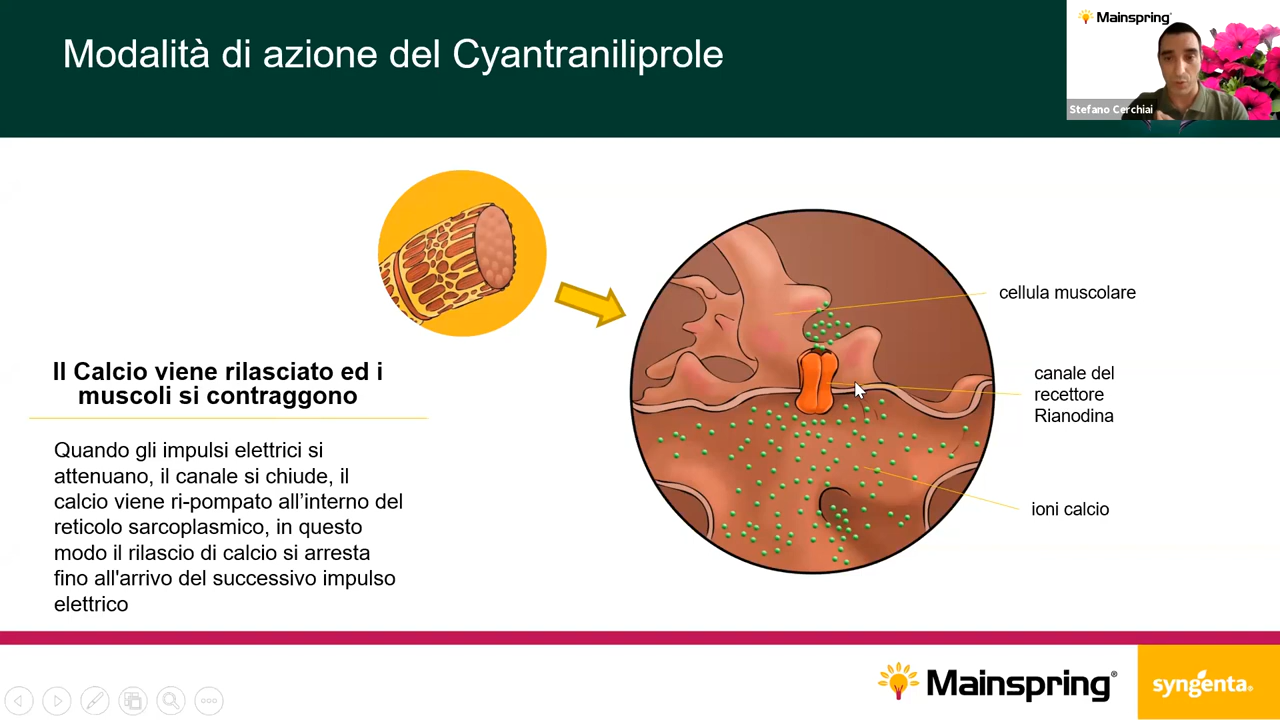 Modalità di azione del Cyantraniliprole
Mainspring
Stefano Cerchiai
cellula muscolare
canale del
recettore
Rianodina
ioni calcio
Il Calcio viene rilasciato ed i
muscoli si contraggono
Quando gli impulsi elettrici si
attenuano, il canale si chiude, il
calcio viene ri-pompato all’interno del
reticolo sarcoplasmico, in questo
modo il rilascio di calcio si arresta
fino all'arrivo del successivo impulso
elettrico
Mainspring®
syngenta®